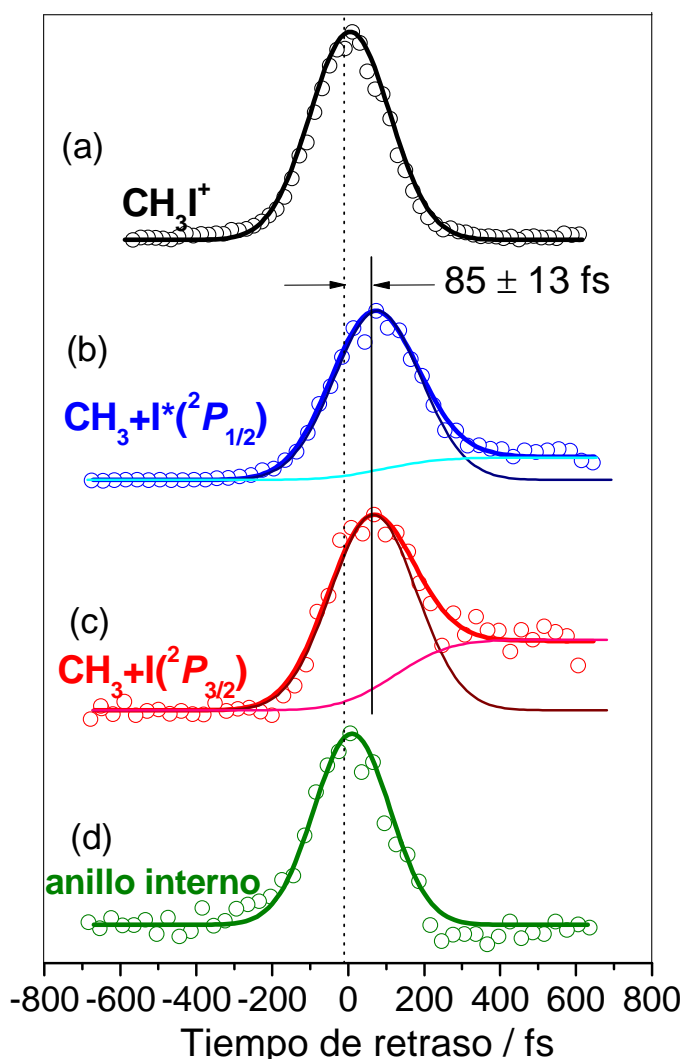 (a)
CH₃I⁺
85 ± 13 fs
(b)
CH₃+I*(²P₁/₂)
(c)
CH₃+I(²P₃/₂)
(d)
anillo interno
-800 -600 -400 -200 0 200 400 600 800
Tiempo de retraso / fs